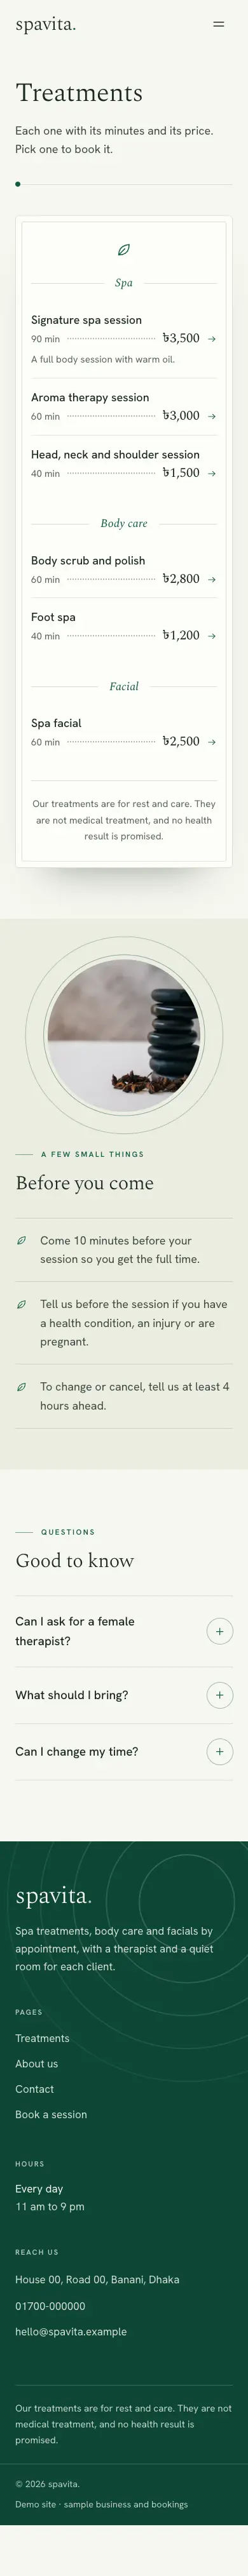 spavita.
Treatments
Each one with its minutes and its price.
Pick one to book it.
Spa
Signature spa session
90 min ৳3,500 →
A full body session with warm oil.
Aroma therapy session
60 min ৳3,000 →
Head, neck and shoulder session
40 min ৳1,500 →
Body care
Body scrub and polish
60 min ৳2,800 →
Foot spa
40 min ৳1,200 →
Facial
Spa facial
60 min ৳2,500 →
Our treatments are for rest and care. They
are not medical treatment, and no health
result is promised.
A FEW SMALL THINGS
Before you come
Come 10 minutes before your
session so you get the full time.
Tell us before the session if you have
a health condition, an injury or are
pregnant.
To change or cancel, tell us at least 4
hours ahead.
QUESTIONS
Good to know
Can I ask for a female
therapist?
What should I bring?
Can I change my time?
spavita.
Spa treatments, body care and facials by
appointment, with a therapist and a quiet
room for each client.
PAGES
Treatments
About us
Contact
Book a session
HOURS
Every day
11 am to 9 pm
REACH US
House 00, Road 00, Banani, Dhaka
01700-000000
hello@spavita.example
Our treatments are for rest and care. They are not
medical treatment, and no health result is
promised.
© 2026 spavita.
Demo site - sample business and bookings